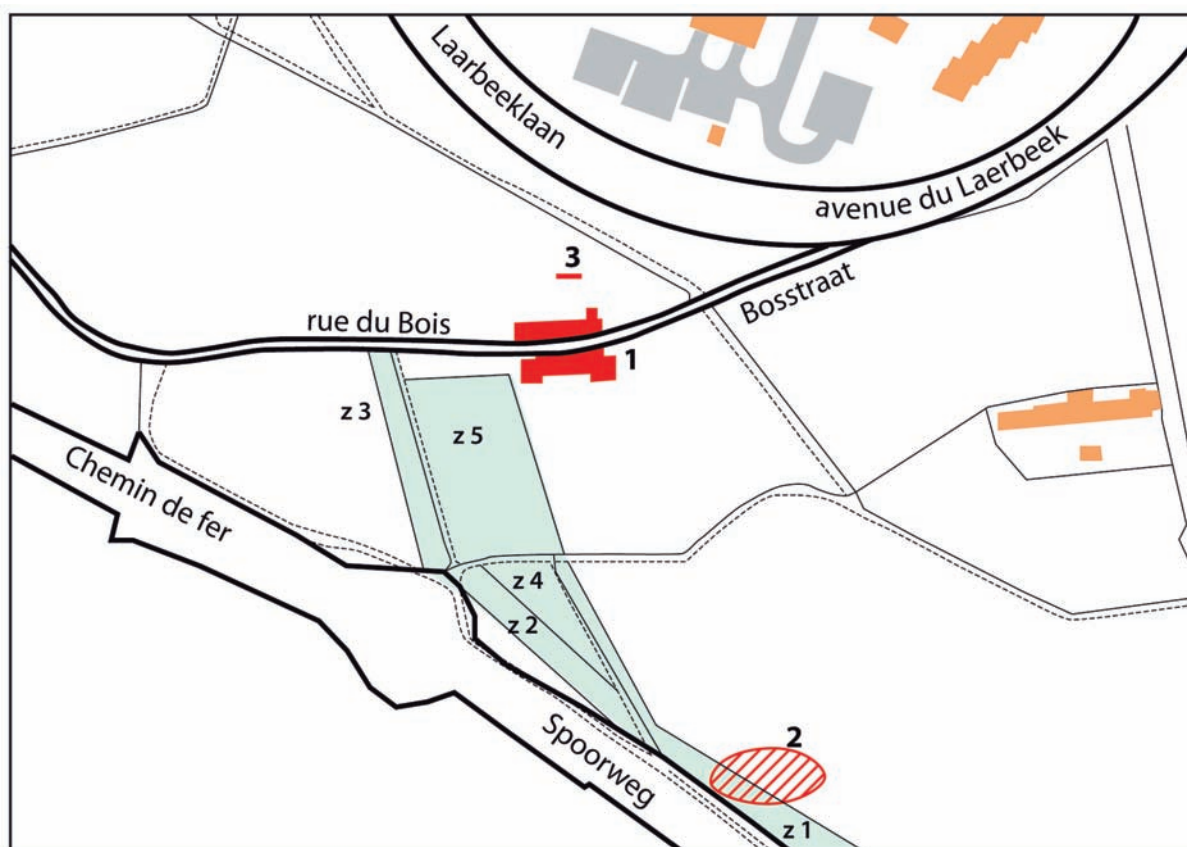 Laarbeeklaan
avenue du Laerbeek
3
Bosstraat
rue du Bois
1
z 3
z 5
Chemin de fer
z 4
z 2
2
Spoorweg
z 1